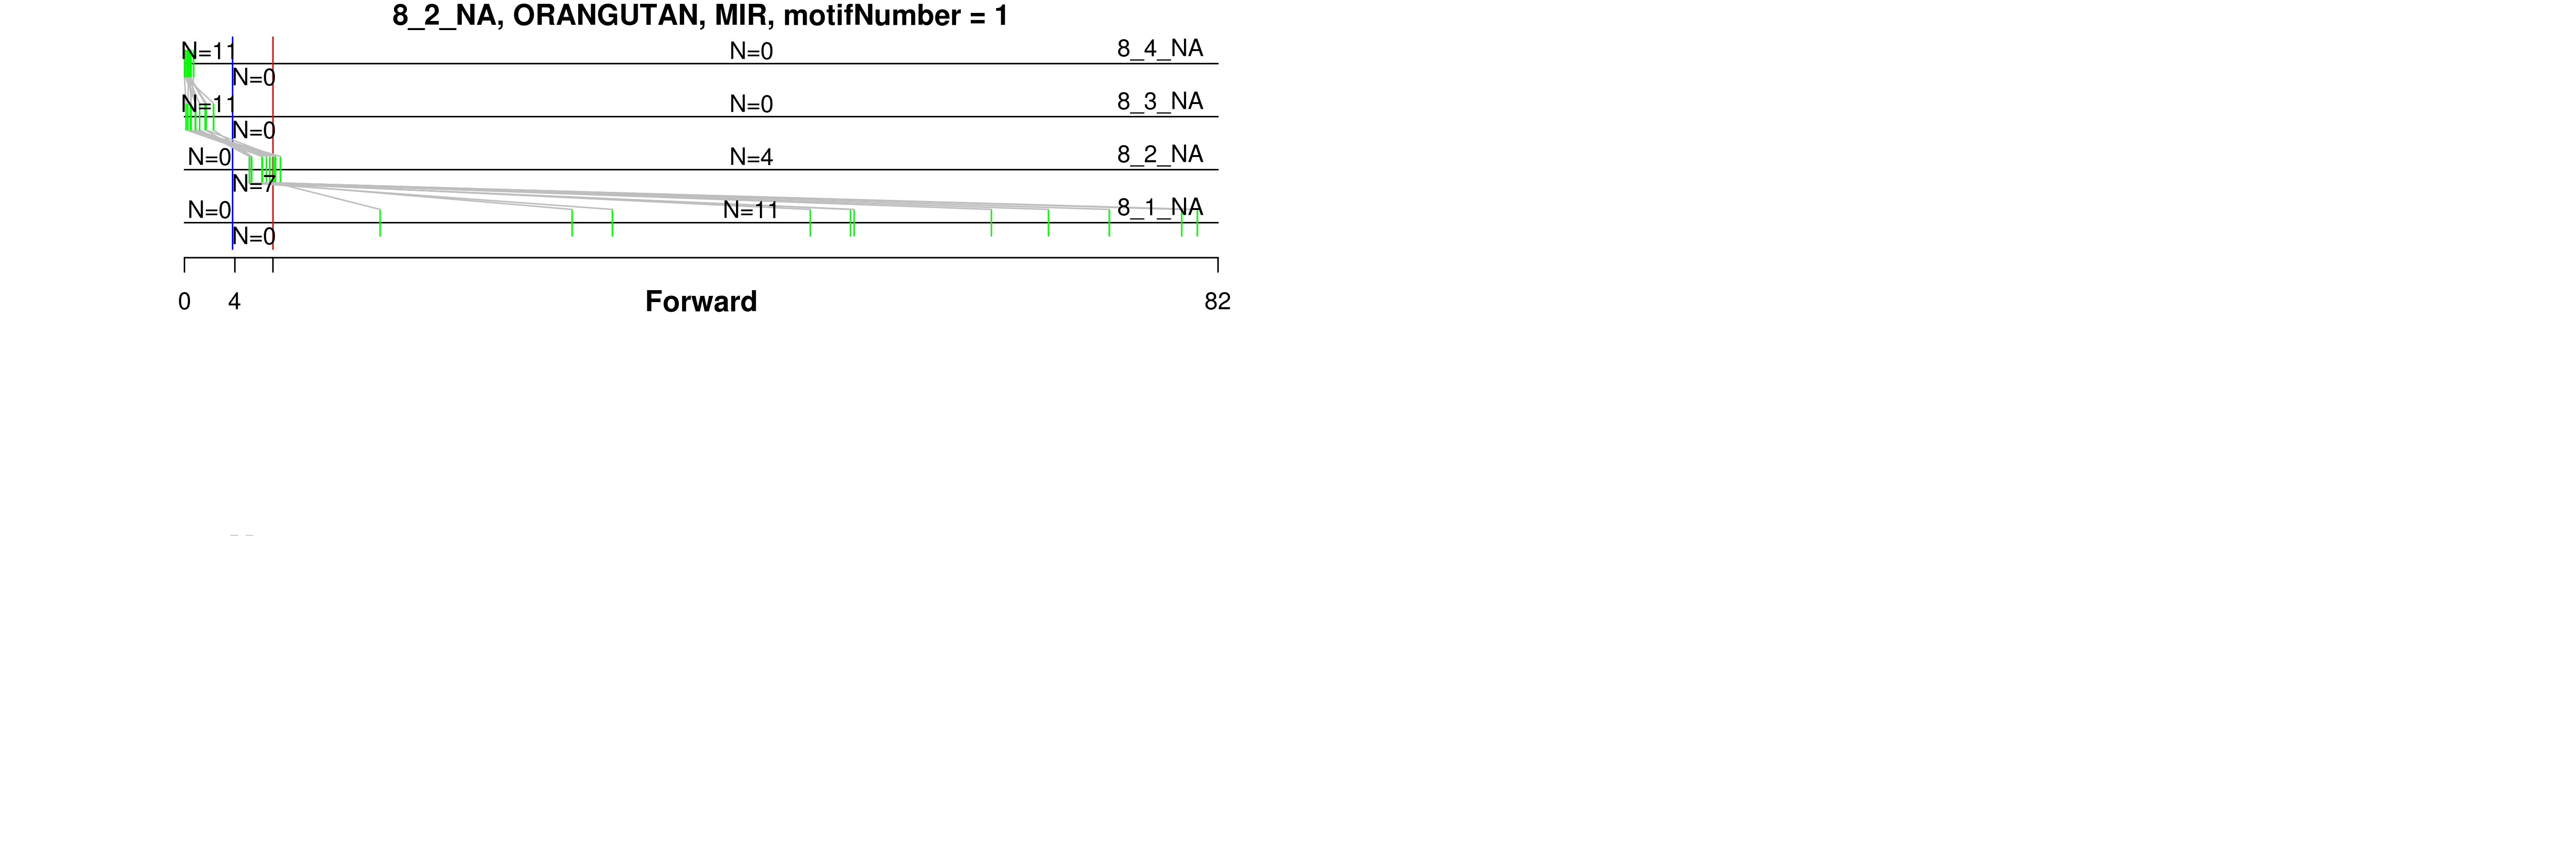 8_2_NA, ORANGUTAN, MIR, motifNumber = 1
N=11 N=0 8_4_NA
N=0
N=11 N=0 8_3_NA
N=0
N=0 N=4 8_2_NA
N=7
N=0 N=11 8_1_NA
N=0
0 4 82
Forward